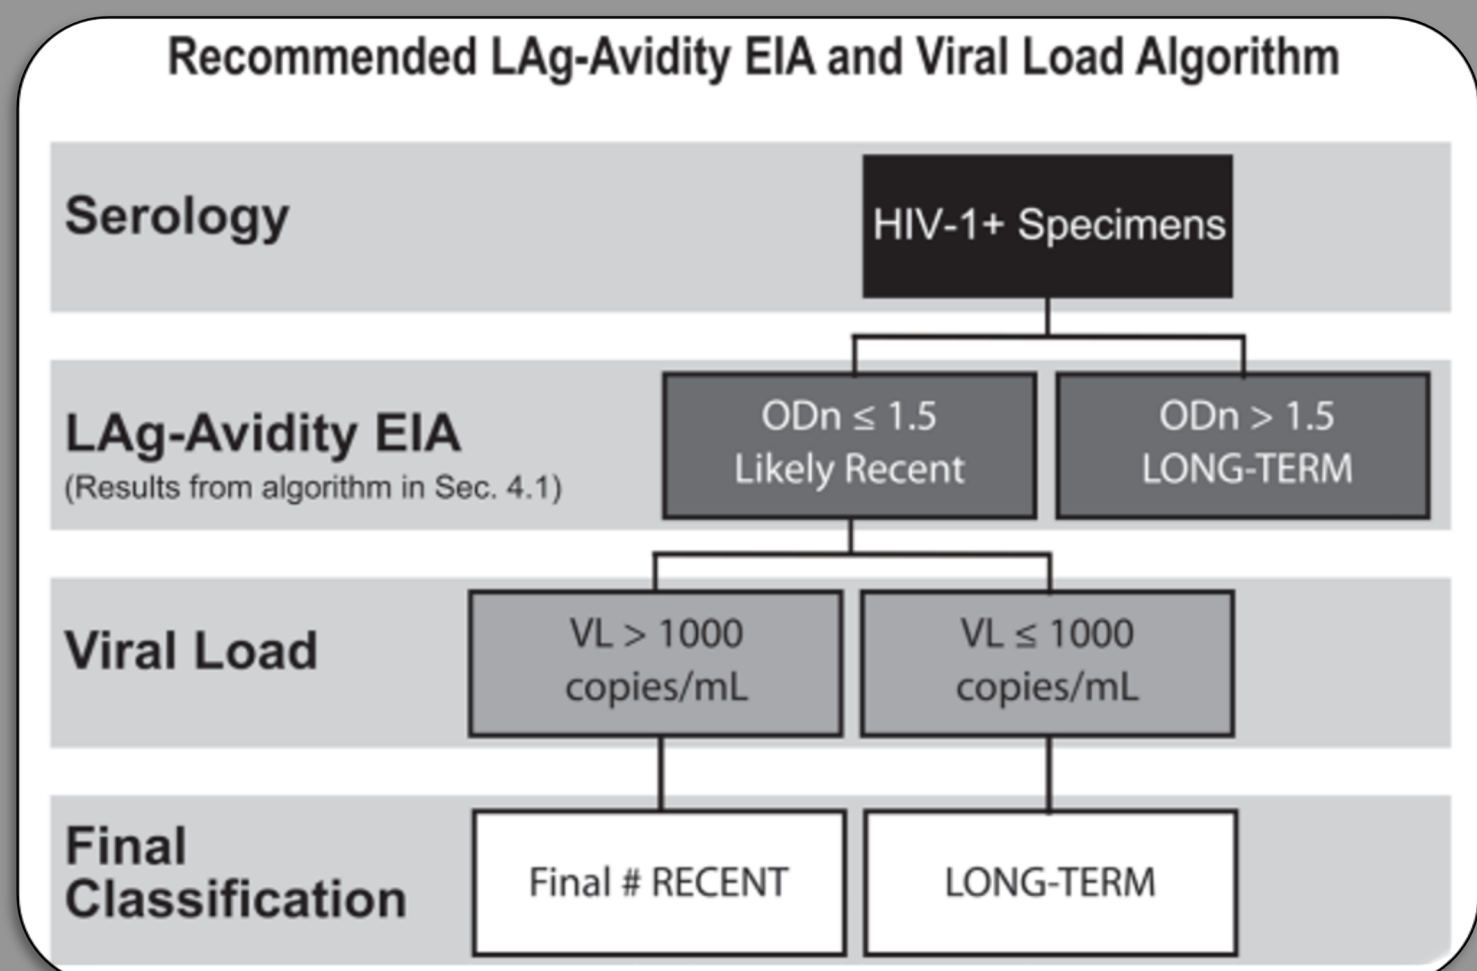 Recommended LAg-Avidity EIA and Viral Load Algorithm
Serology
HIV-1+ Specimens
LAg-Avidity EIA
(Results from algorithm in Sec. 4.1)
ODn ≤ 1.5
Likely Recent
ODn > 1.5
LONG-TERM
Viral Load
VL > 1000
copies/mL
VL ≤ 1000
copies/mL
Final
Classification
Final # RECENT
LONG-TERM